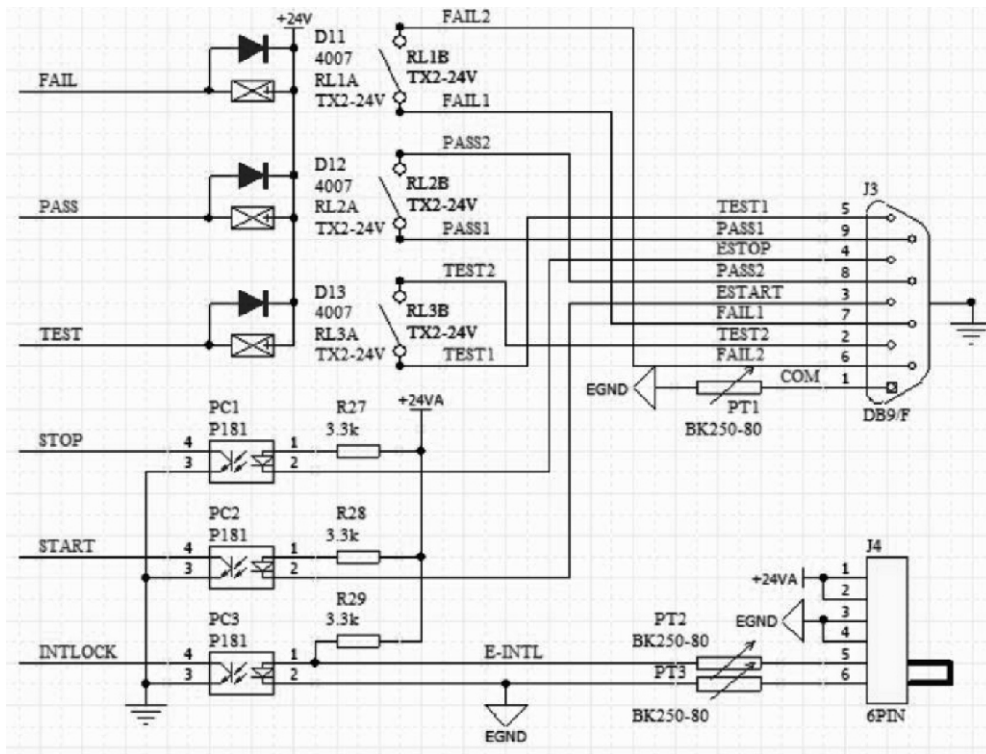 +24V
FAIL
D11
4007
RL1A
TX2-24V
FAIL2
RL1B
TX2-24V
FAIL1
PASS
D12
4007
RL2A
TX2-24V
PASS2
RL2B
TX2-24V
PASS1
TEST
D13
4007
RL3A
TX2-24V
TEST2
RL3B
TX2-24V
TEST1
J3
TEST1 5
PASS1 9
ESTOP 4
PASS2 8
ESTART 3
FAIL1 7
TEST2 2
FAIL2 6
COM 1
EGND
PT1
BK250-80
DB9/F
+24VA
STOP
PC1
P181
4 1
3 2
R27
3.3k
START
PC2
P181
4 1
3 2
R28
3.3k
INTLOCK
PC3
P181
4 1
3 2
R29
3.3k
E-INTL
EGND
J4
+24VA
1
2
EGND
3
4
5
6
PT2
BK250-80
PT3
BK250-80
6PIN